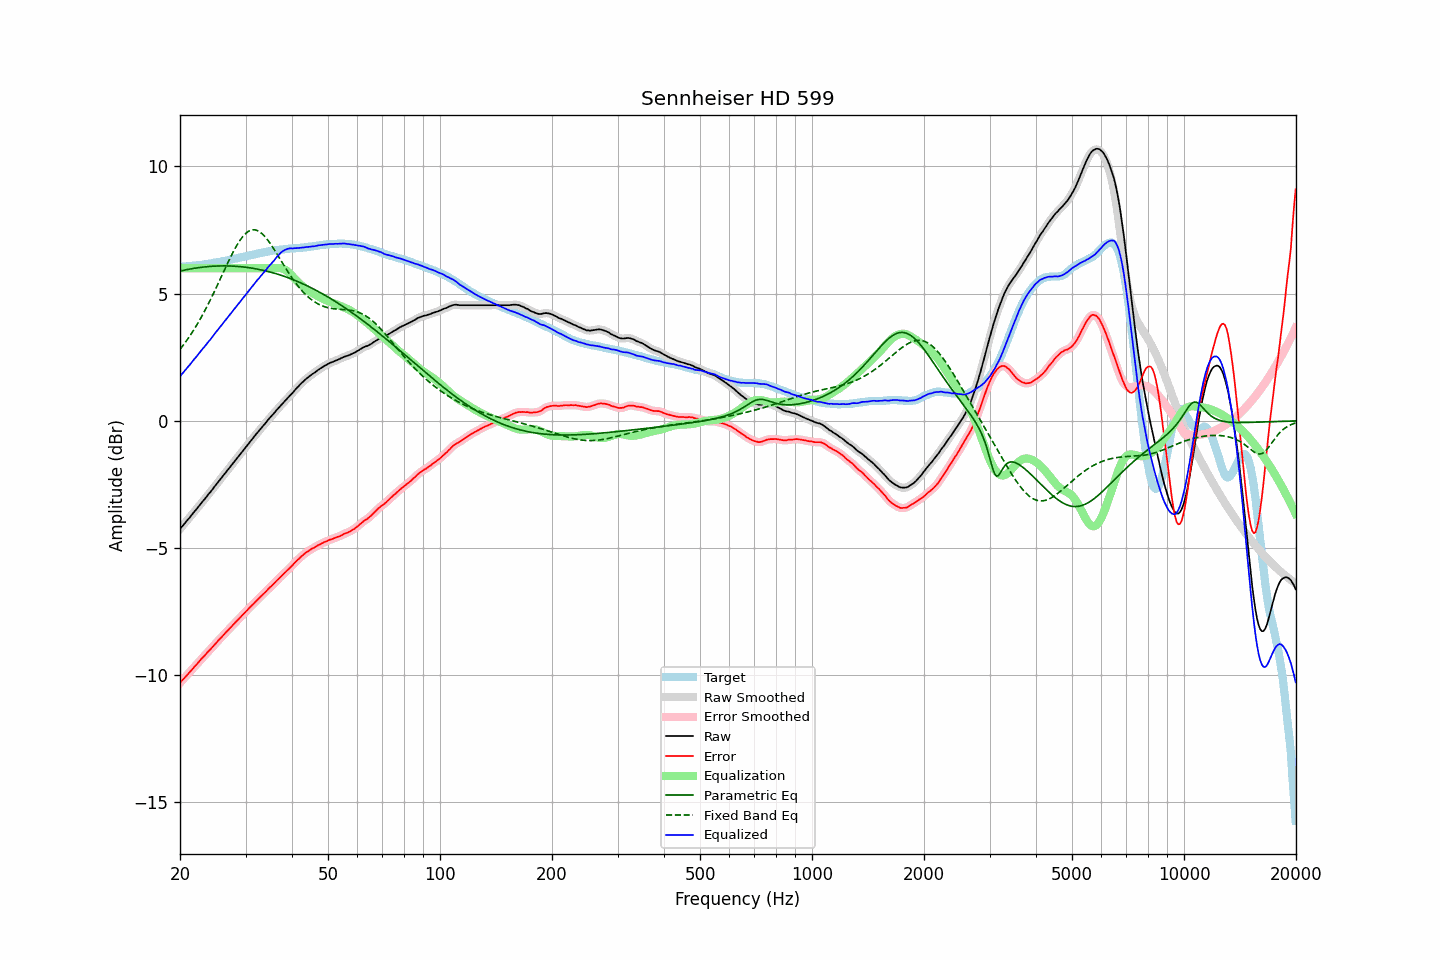 Sennheiser HD 599
Amplitude (dBr)
10
5
0
−5
−10
−15
Target
Raw Smoothed
Error Smoothed
Raw
Error
Equalization
Parametric Eq
Fixed Band Eq
Equalized
20 50 100 200 500 1000 2000 5000 10000 20000
Frequency (Hz)